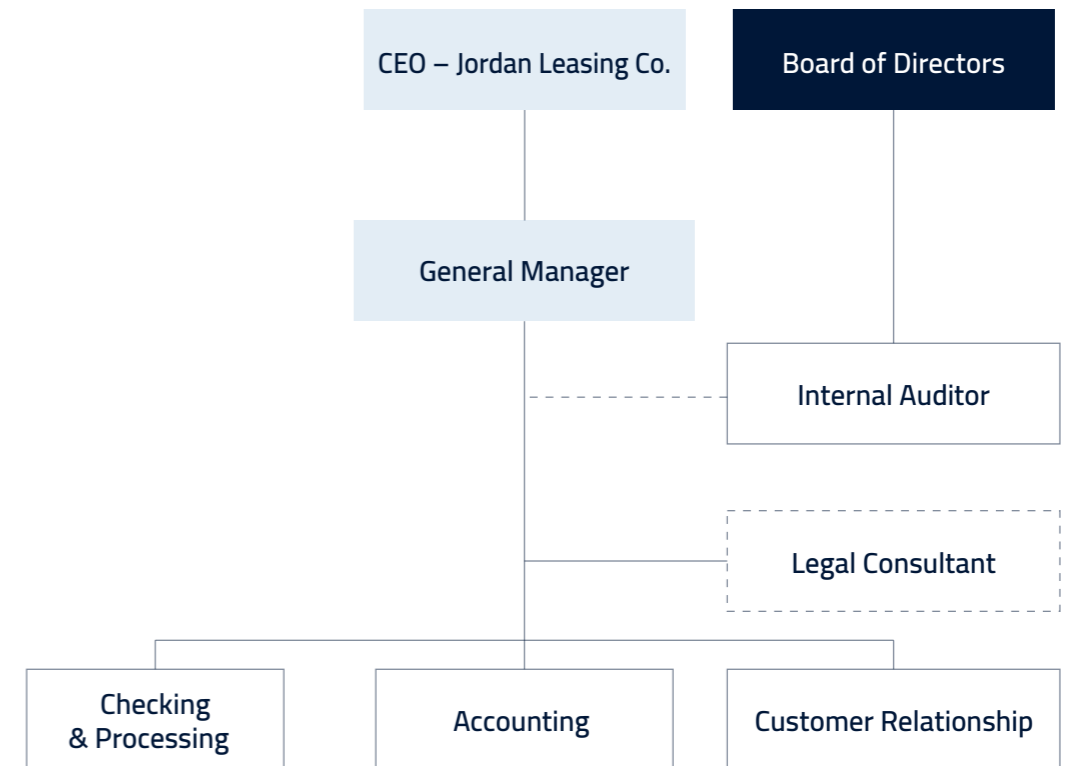 CEO – Jordan Leasing Co.
Board of Directors
General Manager
Internal Auditor
Legal Consultant
Checking
& Processing
Accounting
Customer Relationship